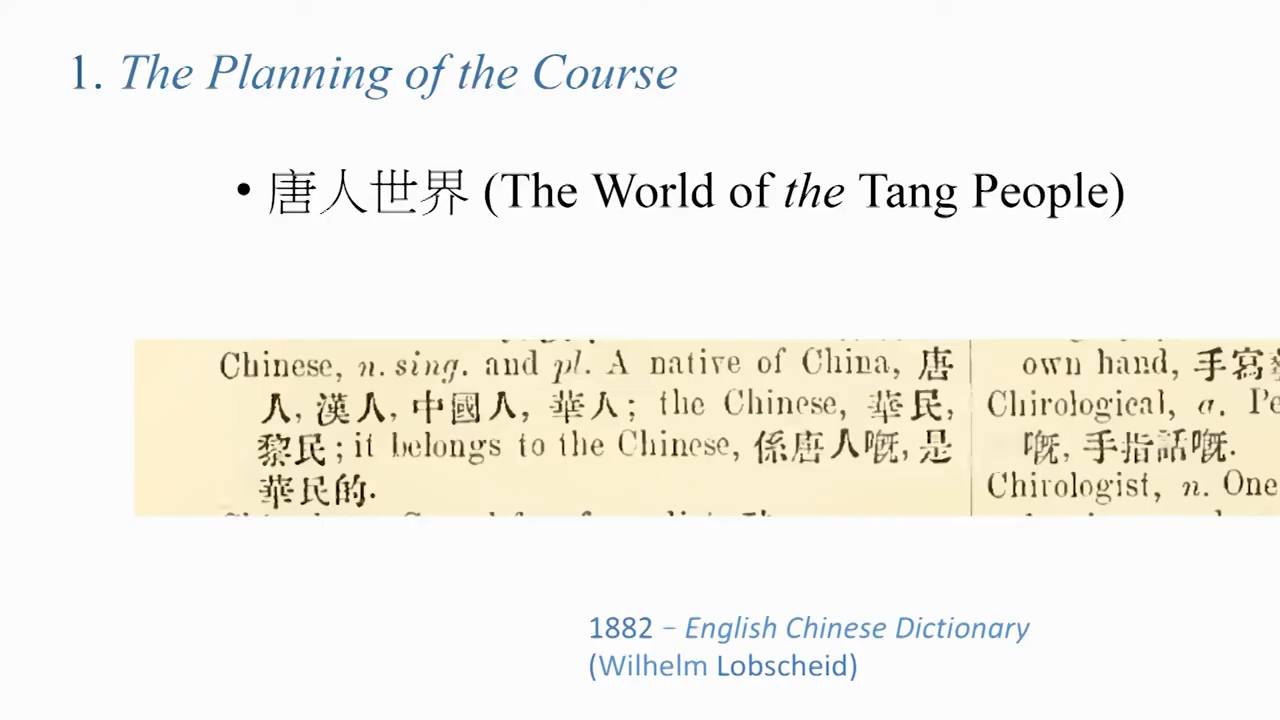 1. The Planning of the Course
• 唐人世界 (The World of the Tang People)
Chinese, n. sing. and pl. A native of China, 唐
人, 漢人, 中國人, 華人; the Chinese, 華民,
黎民; it belongs to the Chinese, 係唐人嘅, 是
華民的.
own hand, 手寫
Chirological, a. Pe
嘅, 手指話嘅.
Chirologist, n. One
1882 – English Chinese Dictionary
(Wilhelm Lobscheid)